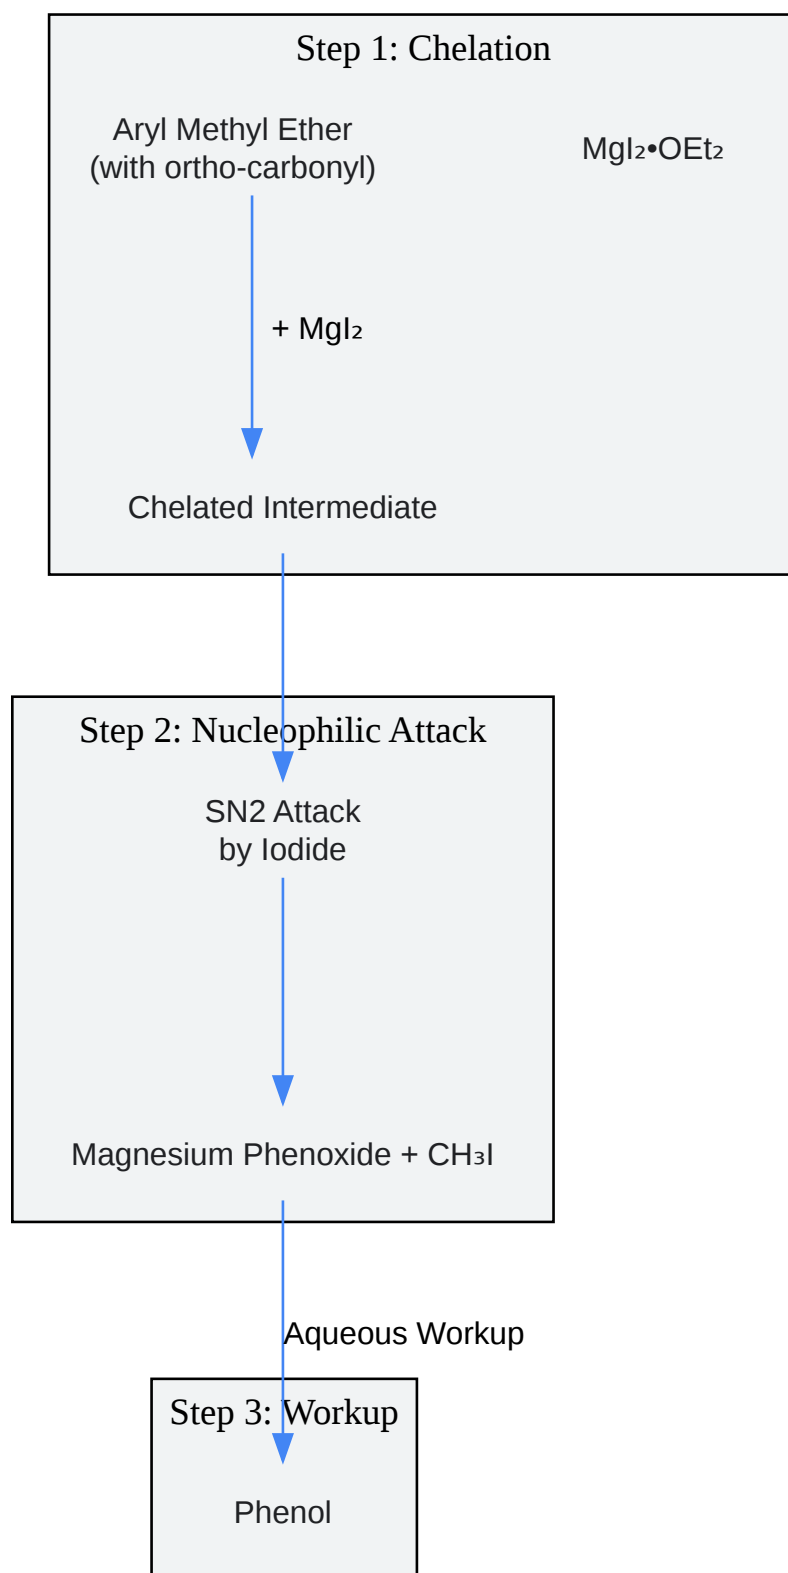 Step 1: Chelation
Aryl Methyl Ether
(with ortho-carbonyl)
MgI₂•OEt₂
+ MgI₂
Chelated Intermediate
Step 2: Nucleophilic Attack
SN2 Attack
by Iodide
Magnesium Phenoxide + CH₃I
Aqueous Workup
Step 3: Workup
Phenol